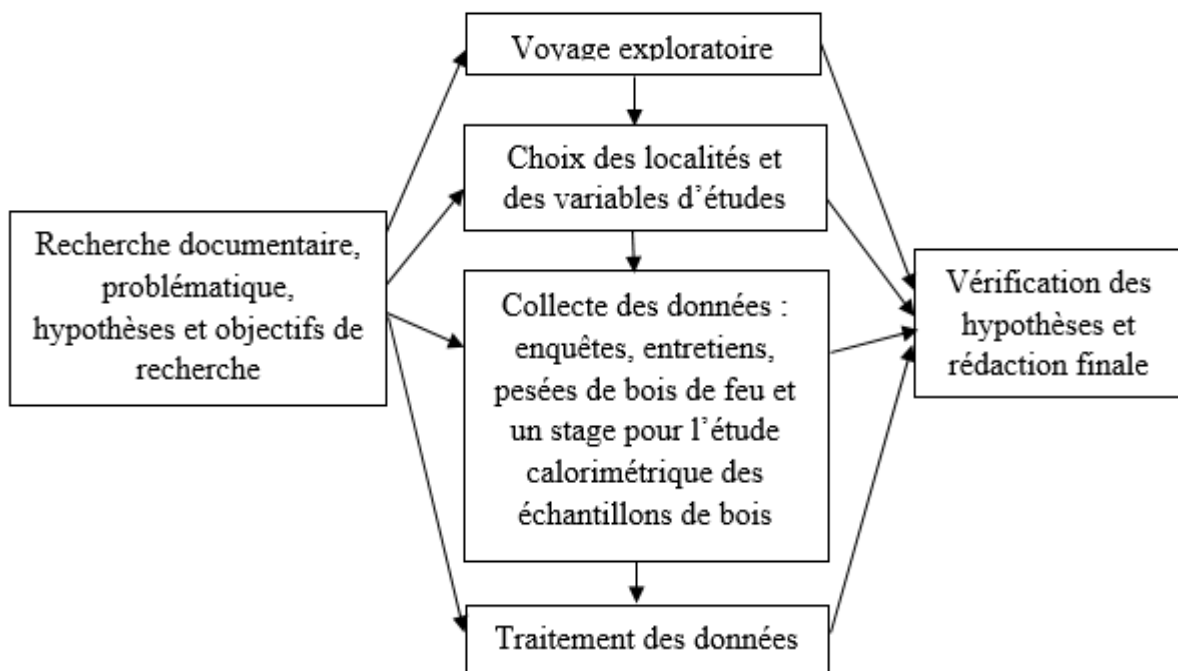 Voyage exploratoire
Choix des localités et
des variables d’études
Recherche documentaire,
problématique,
hypothèses et objectifs de
recherche
Collecte des données :
enquêtes, entretiens,
pesées de bois de feu et
un stage pour l’étude
calorimétrique des
échantillons de bois
Traitement des données
Vérification des
hypothèses et
rédaction finale